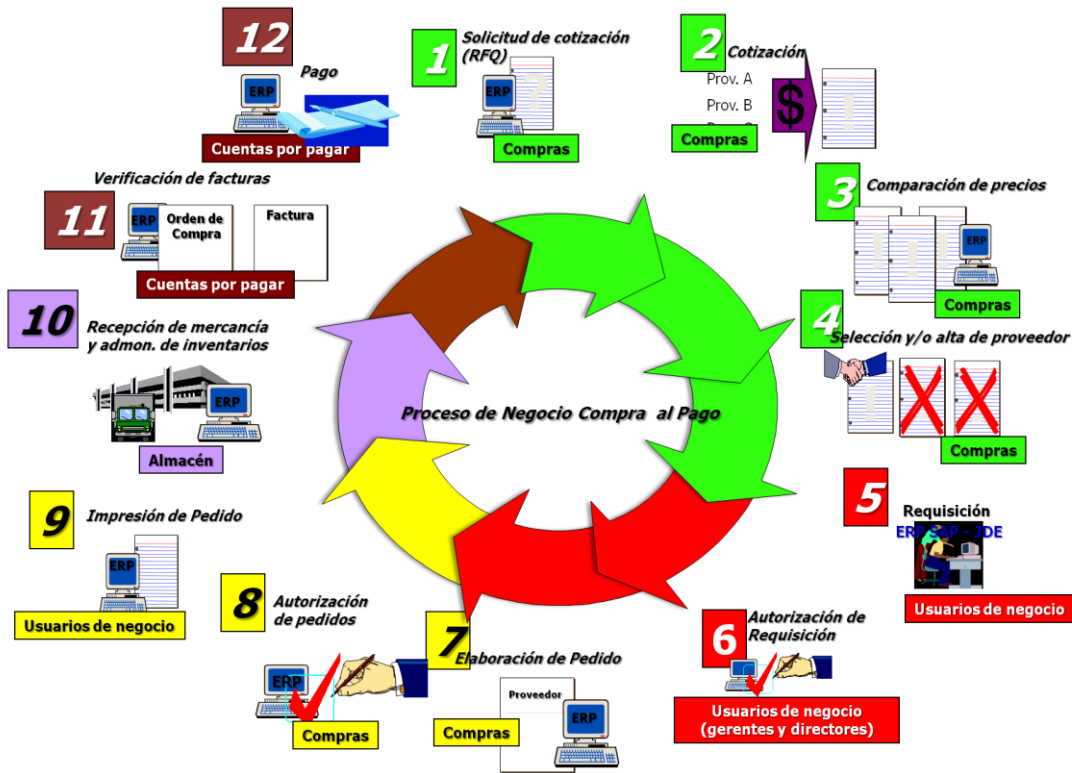 1
Solicitud de cotización
(RFQ)
ERP
?
Compras
2
Cotización
Prov. A
Prov. B
$
!
Compras
3
Comparación de precios
!
!
!
ERP
Compras
4
Selección y/o alta de proveedor
!
X
X
Compras
5
Requisición
ERP SAP - JDE
Usuarios de negocio
6
Autorización de
Requisición
Usuarios de negocio
(gerentes y directores)
7
Elaboración de Pedido
Proveedor
ERP
Compras
8
Autorización
de pedidos
ERP
Compras
9
Impresión de Pedido
ERP
Usuarios de negocio
10
Recepción de mercancía
y admon. de inventarios
ERP
Almacén
11
Verificación de facturas
ERP
Orden de
Compra
Factura
Cuentas por pagar
12
Pago
ERP
Cuentas por pagar
Proceso de Negocio Compra al Pago